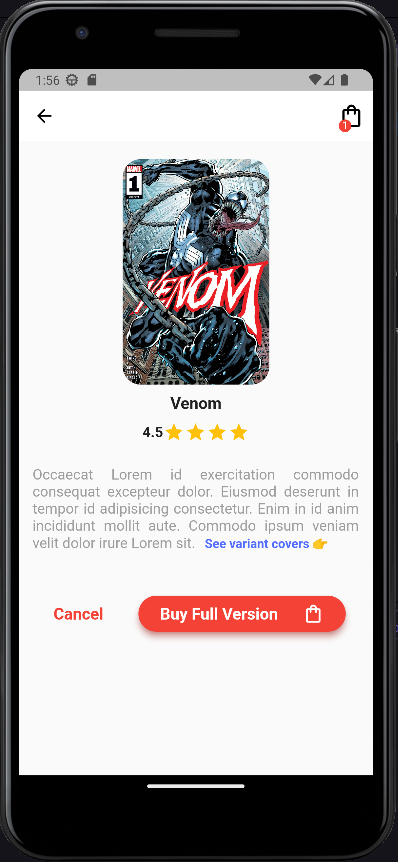 1:56
1
MARVEL
1
VENOM
Venom
4.5
Occaecat Lorem id exercitation commodo
consequat excepteur dolor. Eiusmod deserunt in
tempor id adipisicing consectetur. Enim in id anim
incididunt mollit aute. Commodo ipsum veniam
velit dolor irure Lorem sit. See variant covers 👉
Cancel
Buy Full Version